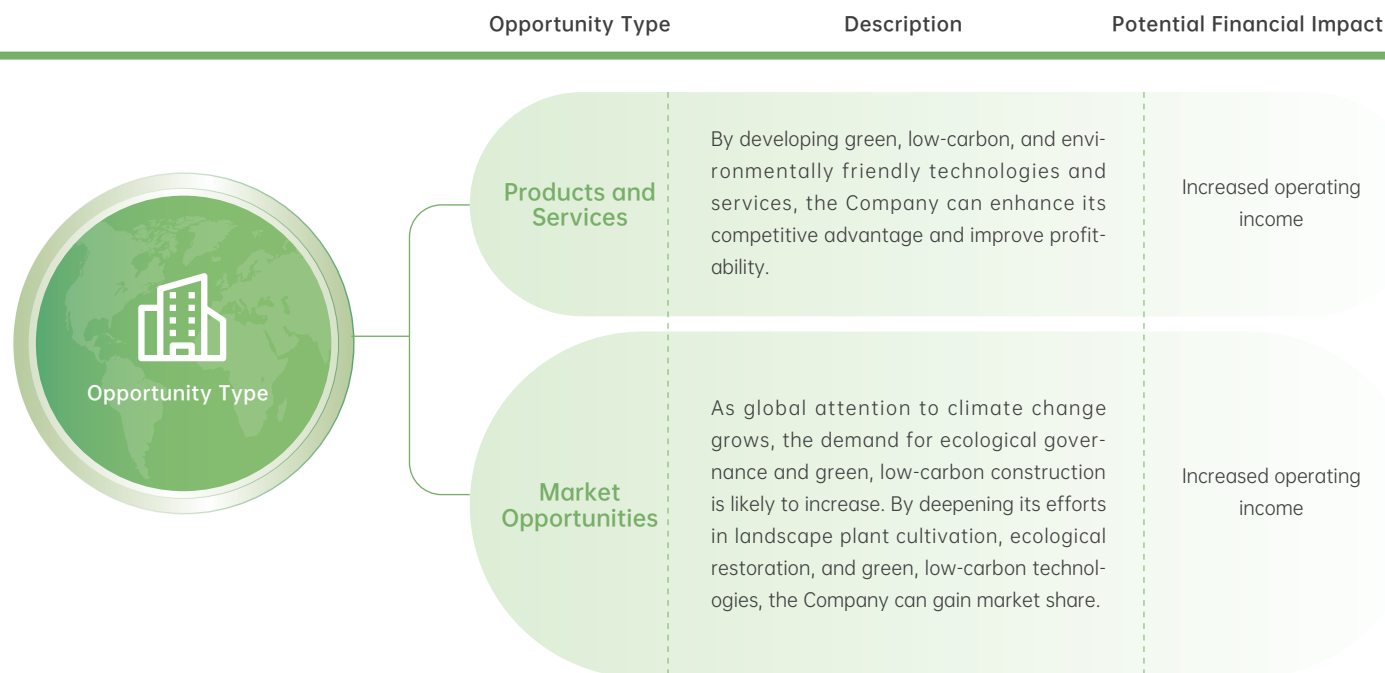 Opportunity Type Description Potential Financial Impact
Opportunity Type
Products and
Services
By developing green, low-carbon, and envi-
ronmentally friendly technologies and
services, the Company can enhance its
competitive advantage and improve profit-
ability.
Increased operating
income
Market
Opportunities
As global attention to climate change
grows, the demand for ecological gover-
nance and green, low-carbon construction
is likely to increase. By deepening its efforts
in landscape plant cultivation, ecological
restoration, and green, low-carbon technol-
ogies, the Company can gain market share.
Increased operating
income